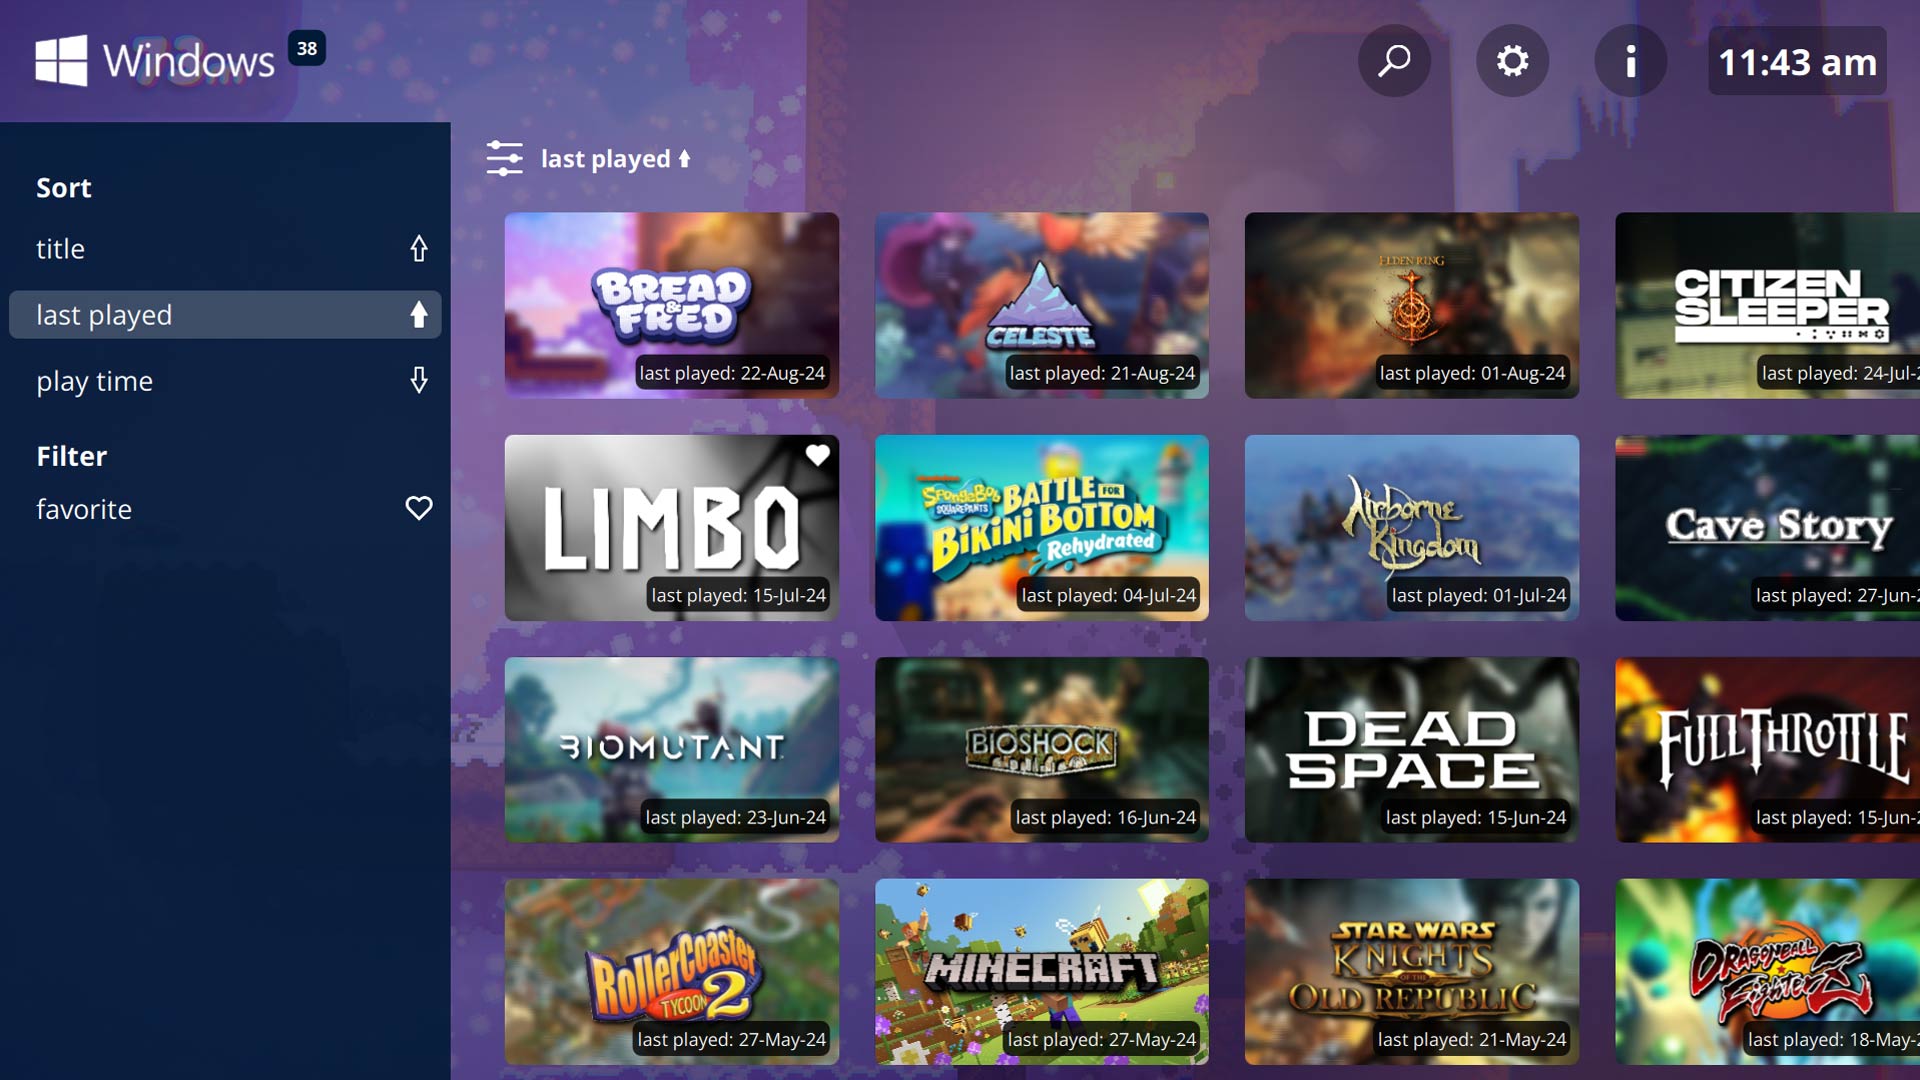 Windows
38
11:43 am
Sort
title
last played
play time
Filter
favorite
last played
BREAD
&
FRED
last played: 22-Aug-24
CELESTE
last played: 21-Aug-24
ELDEN RING
last played: 01-Aug-24
CITIZEN
SLEEPER
last played: 24-Jul-2
LIMBO
last played: 15-Jul-24
SPONGEBOB
SQUAREPANTS
BATTLE FOR
BIKINI BOTTOM
Rehydrated
last played: 04-Jul-24
Airborne
Kingdom
last played: 01-Jul-24
Cave Story
last played: 27-Jun-2
BIOMUTANT
last played: 23-Jun-24
BIOSHOCK
last played: 16-Jun-24
DEAD
SPACE
last played: 15-Jun-24
FULL THROTTLE
last played: 15-Jun-2
RollerCoaster
TYCOON 2
last played: 27-May-24
MINECRAFT
last played: 27-May-24
STAR WARS
KNIGHTS
OF THE
OLD REPUBLIC
last played: 21-May-24
DRAGONBALL
FighterZ
last played: 18-May-2